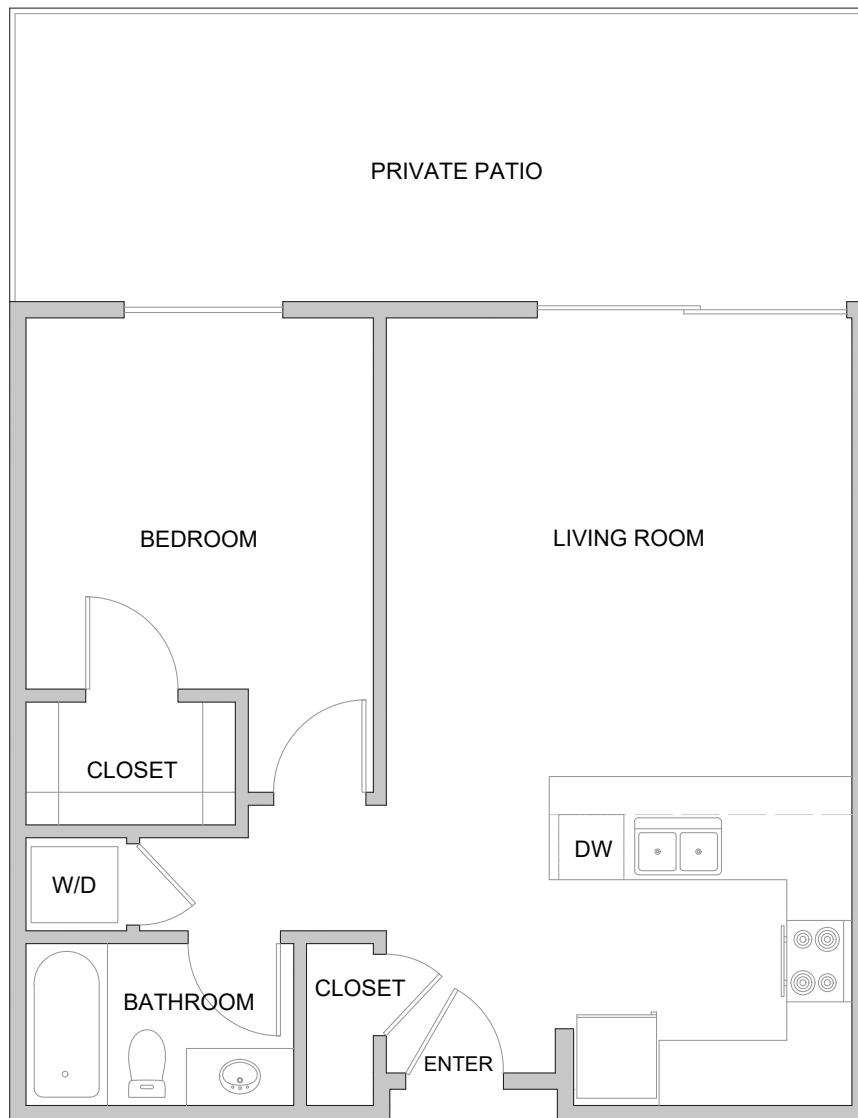 PRIVATE PATIO
BEDROOM
LIVING ROOM
CLOSET
DW
W/D
BATHROOM
CLOSET
ENTER